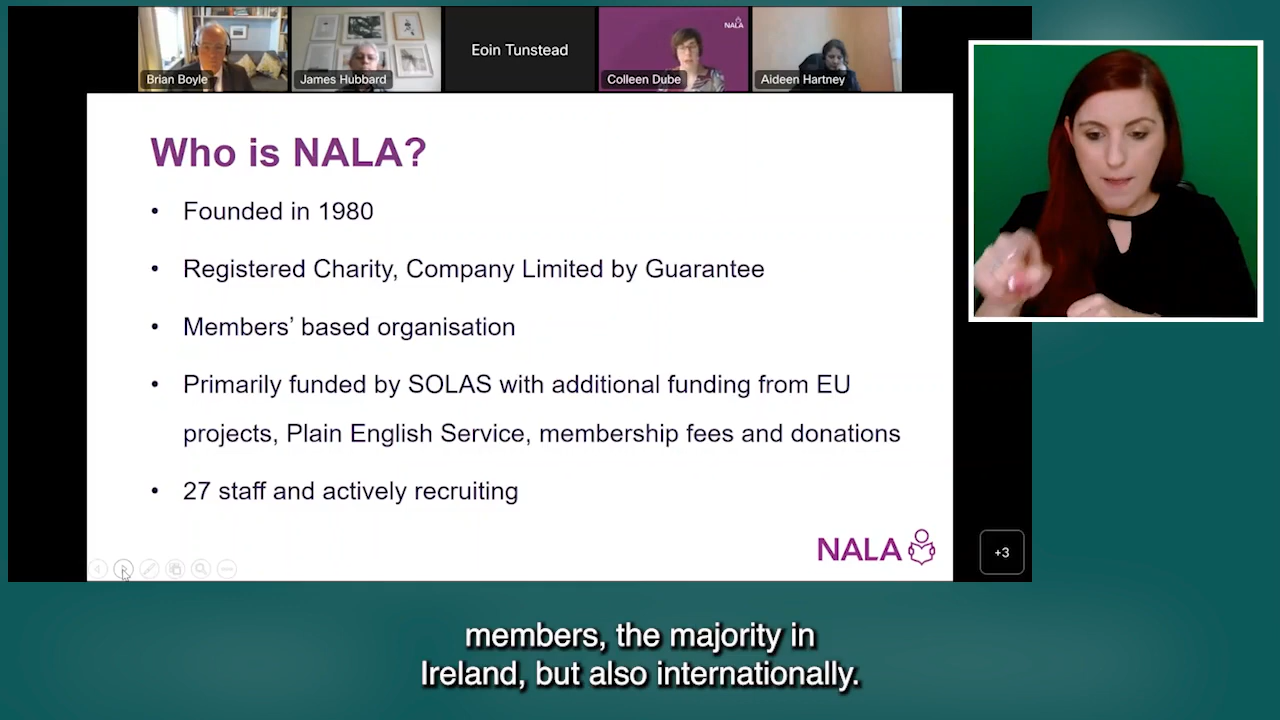 NALA
Brian Boyle
James Hubbard
Eoin Tunstead
Colleen Dube
Aideen Hartney
Who is NALA?
• Founded in 1980
• Registered Charity, Company Limited by Guarantee
• Members’ based organisation
• Primarily funded by SOLAS with additional funding from EU
projects, Plain English Service, membership fees and donations
• 27 staff and actively recruiting
NALA
+3
members, the majority in
Ireland, but also internationally.